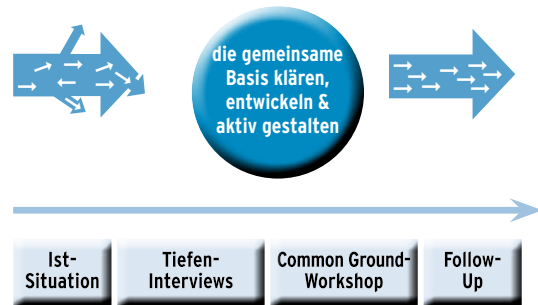 die gemeinsame
Basis klären,
entwickeln &
aktiv gestalten
Ist-
Situation
Tiefen-
Interviews
Common Ground-
Workshop
Follow-
Up